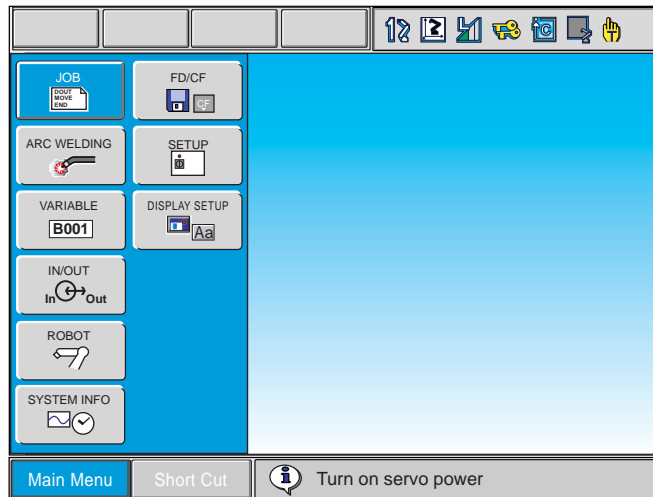 JOB
DOUT
MOVE
END
FD/CF
CF
ARC WELDING
SETUP
VARIABLE
B001
DISPLAY SETUP
Aa
IN/OUT
In Out
ROBOT
SYSTEM INFO
Main Menu
Short Cut
Turn on servo power